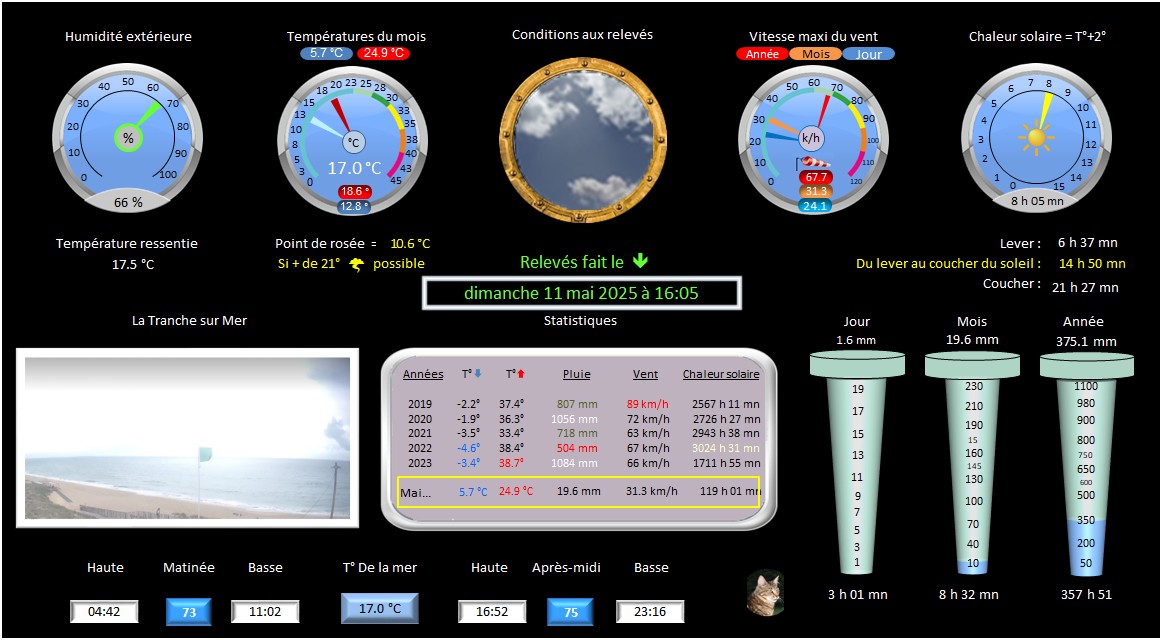 Humidité extérieure
Températures du mois
5.7 °C 24.9 °C
Conditions aux relevés
Vitesse maxi du vent
Année Mois Jour
Chaleur solaire = T°+2°
0 10 20 30 40 50 60 70 80 90 100
%
66 %
0 3 5 8 10 13 15 18 20 23 25 28 30 33 35 38 40 43 45
°C
17.0 °C
18.6 °
12.8 °
0 10 20 30 40 50 60 70 80 90 100 110 120
k/h
67.7
31.3
24.1
0 1 2 3 4 5 6 7 8 9 10 11 12 13 14 15
8 h 05 mn
Température ressentie
17.5 °C
Point de rosée = 10.6 °C
Si + de 21° possible
Relevés fait le
dimanche 11 mai 2025 à 16:05
Lever : 6 h 37 mn
Du lever au coucher du soleil : 14 h 50 mn
Coucher : 21 h 27 mn
La Tranche sur Mer
Statistiques
Années T° T° Pluie Vent Chaleur solaire
2019 -2.2° 37.4° 807 mm 89 km/h 2567 h 11 mn
2020 -1.9° 36.3° 1056 mm 72 km/h 2726 h 27 mn
2021 -3.5° 33.4° 718 mm 63 km/h 2943 h 38 mn
2022 -4.6° 38.4° 504 mm 67 km/h 3024 h 31 mn
2023 -3.4° 38.7° 1084 mm 66 km/h 1711 h 55 mn
Mai... 5.7 °C 24.9 °C 19.6 mm 31.3 km/h 119 h 01 mn
Jour
1.6 mm
19
17
15
13
11
9
7
5
3
1
3 h 01 mn
Mois
19.6 mm
230
210
190
15
160
145
130
100
70
40
10
8 h 32 mn
Année
375.1 mm
1100
980
900
800
750
650
600
500
350
200
50
357 h 51
Haute Matinée Basse
04:42 73 11:02
T° De la mer
17.0 °C
Haute Après-midi Basse
16:52 75 23:16